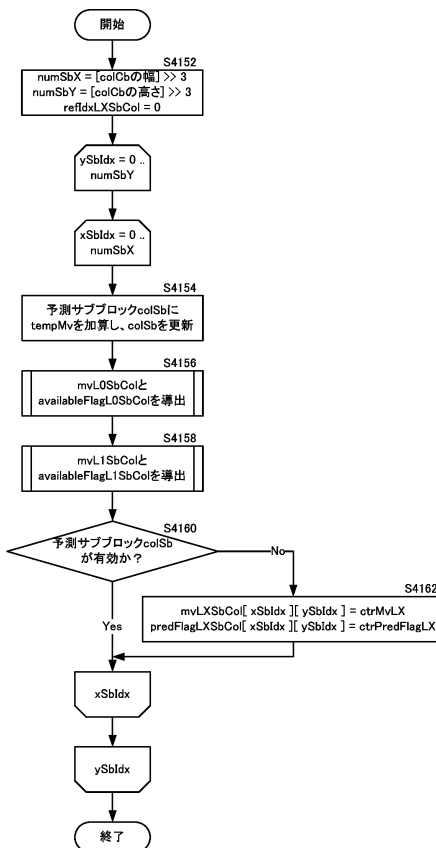 開始
S4152
numSbX = [colCbの幅] >> 3
numSbY = [colCbの高さ] >> 3
refIdxLXSbCol = 0
ySbIdx = 0 ..
numSbY
xSbIdx = 0 ..
numSbX
S4154
予測サブブロックcolSbに
tempMvを加算し、colSbを更新
S4156
mvL0SbColと
availableFlagL0SbColを導出
S4158
mvL1SbColと
availableFlagL1SbColを導出
S4160
予測サブブロックcolSb
が有効か？
No
S4162
mvLXSbCol[ xSbIdx ][ ySbIdx ] = ctrMvLX
predFlagLXSbCol[ xSbIdx ][ ySbIdx ] = ctrPredFlagLX
Yes
xSbIdx
ySbIdx
終了